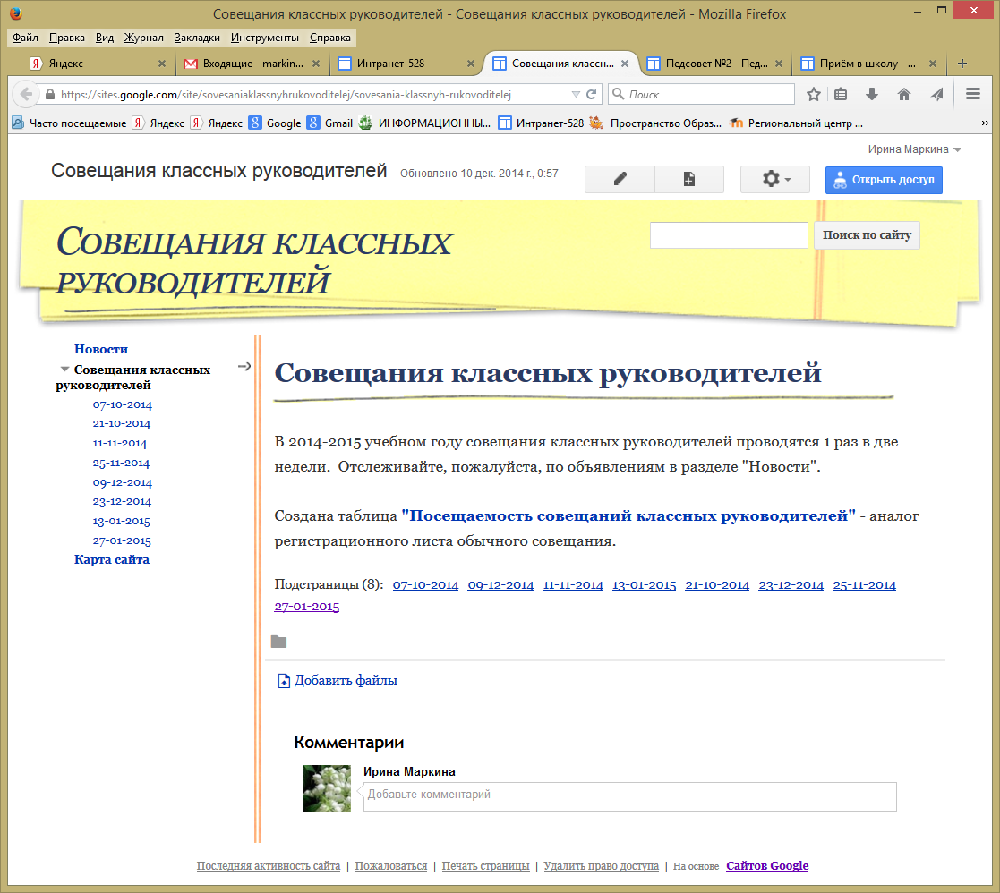 Совещания классных руководителей - Совещания классных руководителей - Mozilla Firefox
Файл Правка Вид Журнал Закладки Инструменты Справка
Яндекс
Входящие - markin...
Интранет-528
Совещания классн...
Педсовет №2 - Пед...
Приём в школу - ...
https://sites.google.com/site/sovesaniaklassnyhrukovoditelej/sovesania-klassnyh-rukovoditelej
Поиск
Часто посещаемые Яндекс Яндекс Google Gmail ИНФОРМАЦИОННЫ... Интранет-528 Пространство Образ... Региональный центр ...
Ирина Маркина
Совещания классных руководителей Обновлено 10 дек. 2014 г., 0:57
Открыть доступ
Совещания классных
руководителей
Поиск по сайту
Новости
Совещания классных
руководителей
07-10-2014
21-10-2014
11-11-2014
25-11-2014
09-12-2014
23-12-2014
13-01-2015
27-01-2015
Карта сайта
Совещания классных руководителей
В 2014-2015 учебном году совещания классных руководителей проводятся 1 раз в две
недели. Отслеживайте, пожалуйста, по объявлениям в разделе "Новости".
Создана таблица "Посещаемость совещаний классных руководителей" - аналог
регистрационного листа обычного совещания.
Подстраницы (8): 07-10-2014 09-12-2014 11-11-2014 13-01-2015 21-10-2014 23-12-2014 25-11-2014
27-01-2015
Добавить файлы
Комментарии
Ирина Маркина
Добавьте комментарий
Последняя активность сайта | Пожаловаться | Печать страницы | Удалить право доступа | На основе Сайтов Google